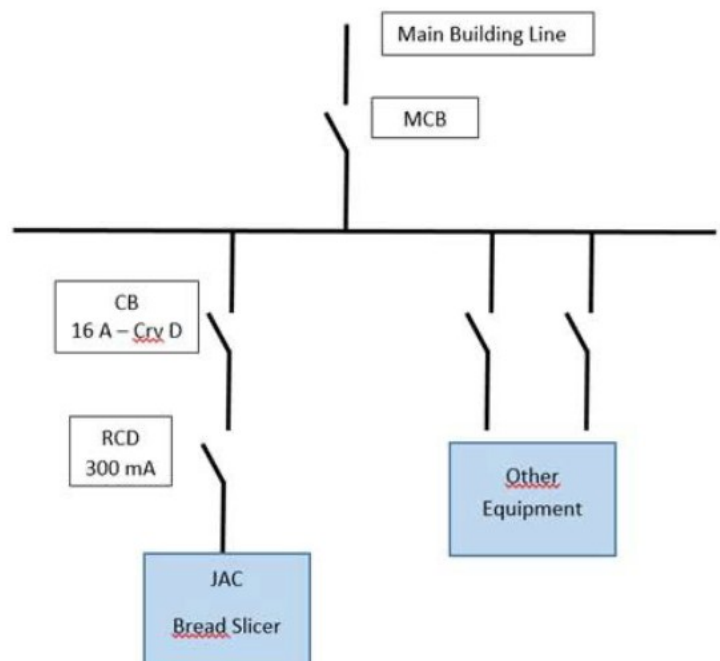 Main Building Line
MCB
CB
16 A – Crv D
RCD
300 mA
Other
Equipment
JAC
Bread Slicer